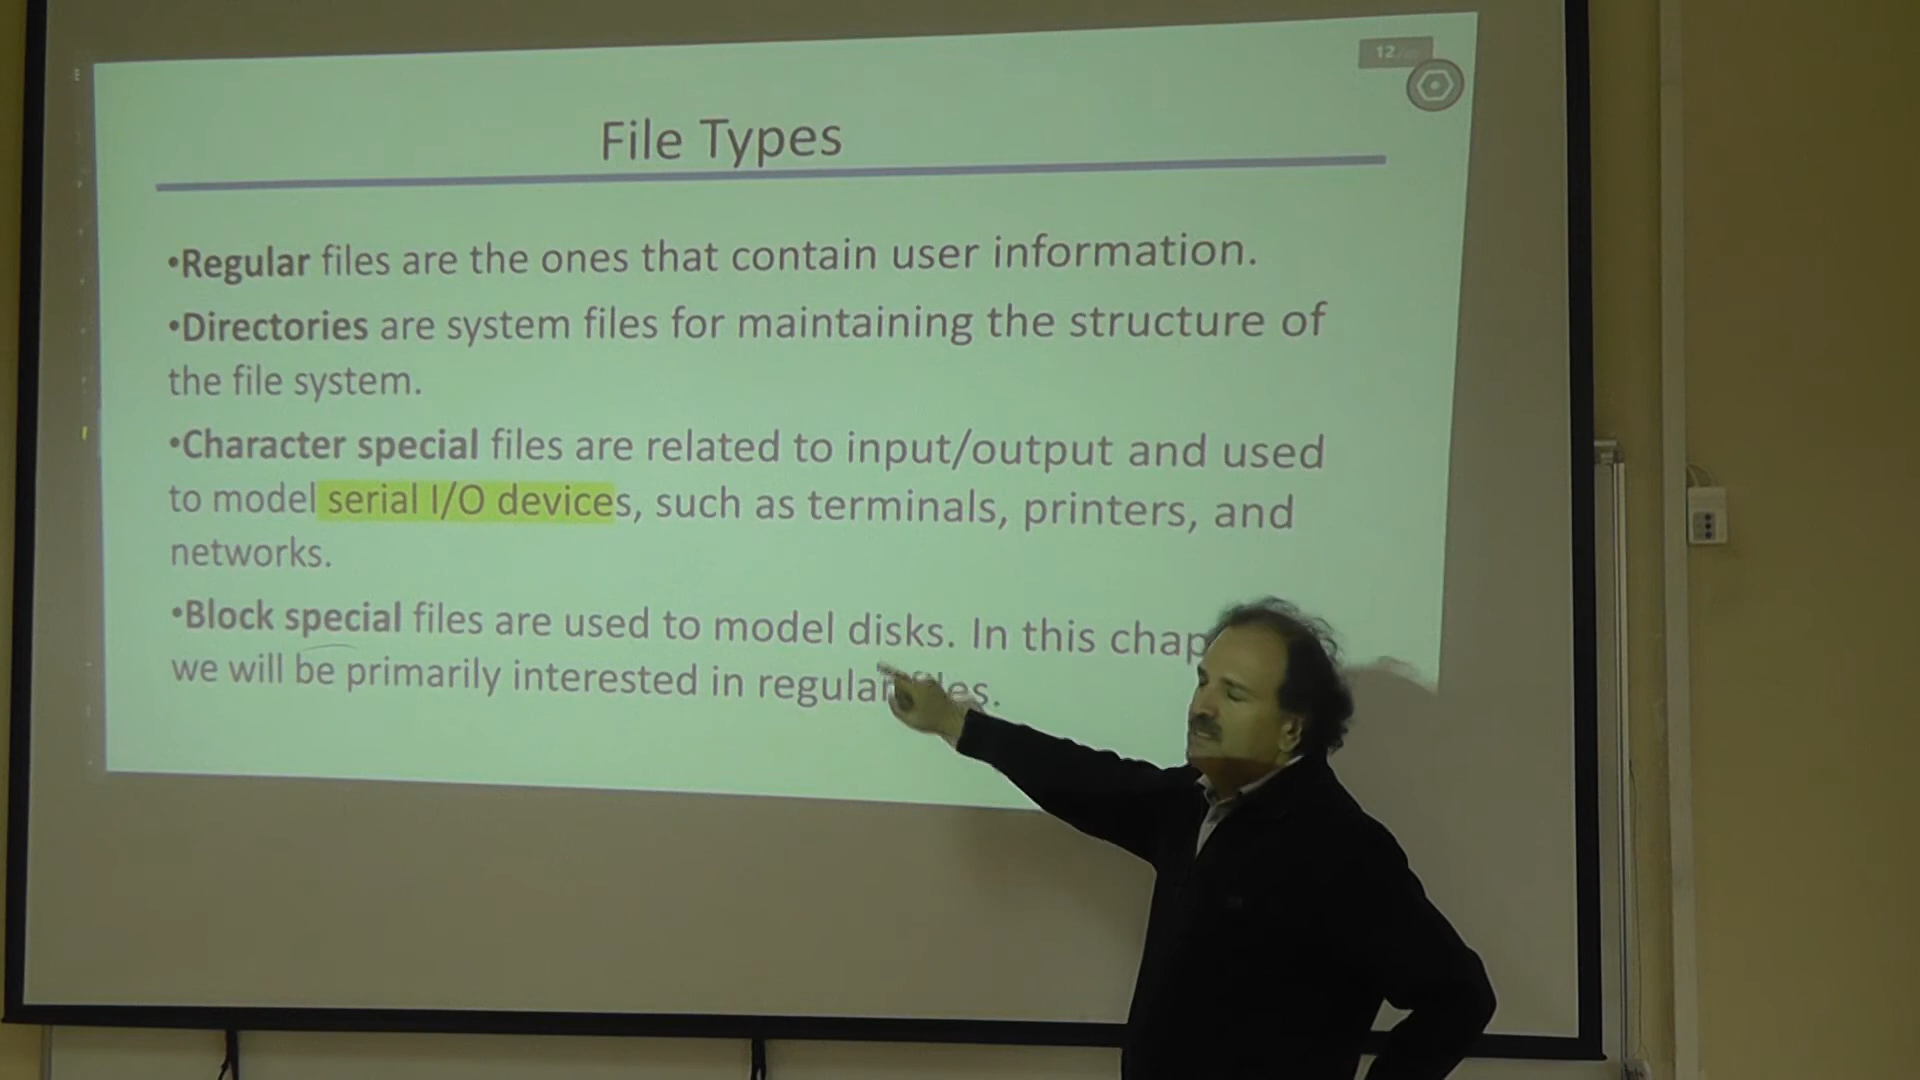 12
File Types
•Regular files are the ones that contain user information.
•Directories are system files for maintaining the structure of
the file system.
•Character special files are related to input/output and used
to model serial I/O devices, such as terminals, printers, and
networks.
•Block special files are used to model disks. In this chap
we will be primarily interested in regular files.